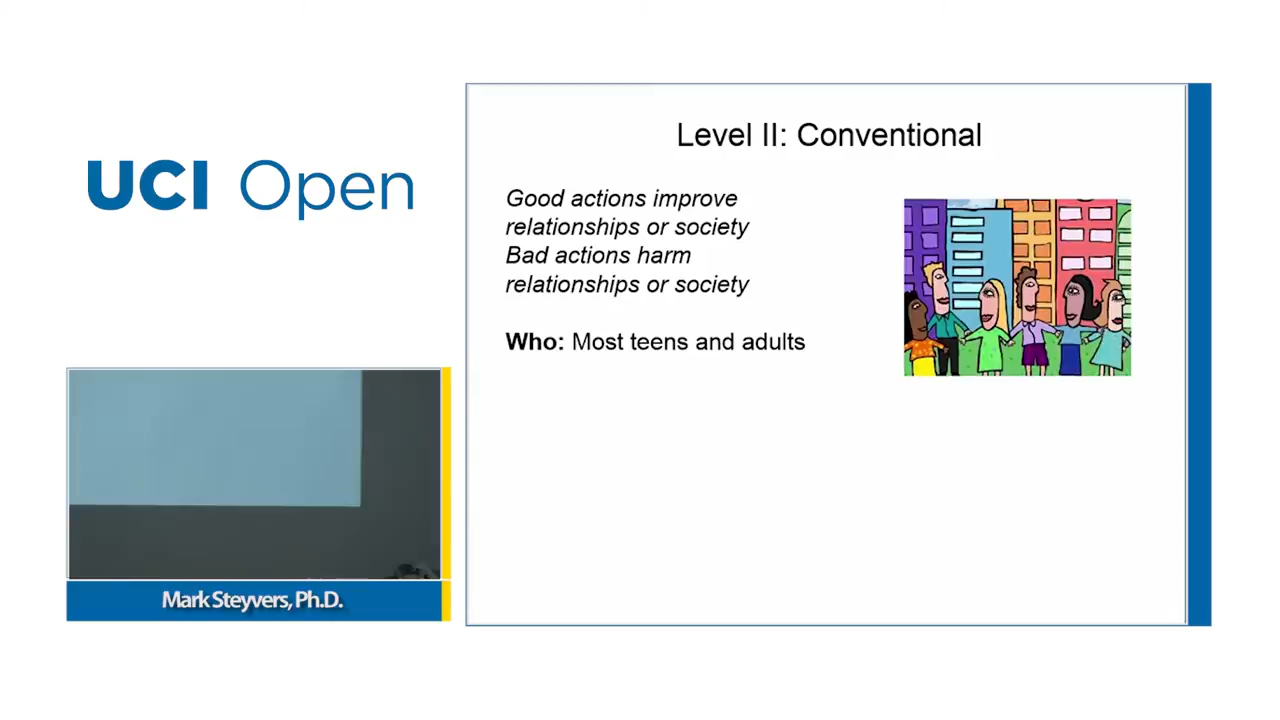 UCI Open
Level II: Conventional
Good actions improve
relationships or society
Bad actions harm
relationships or society
Who: Most teens and adults
Mark Steyvers, Ph.D.